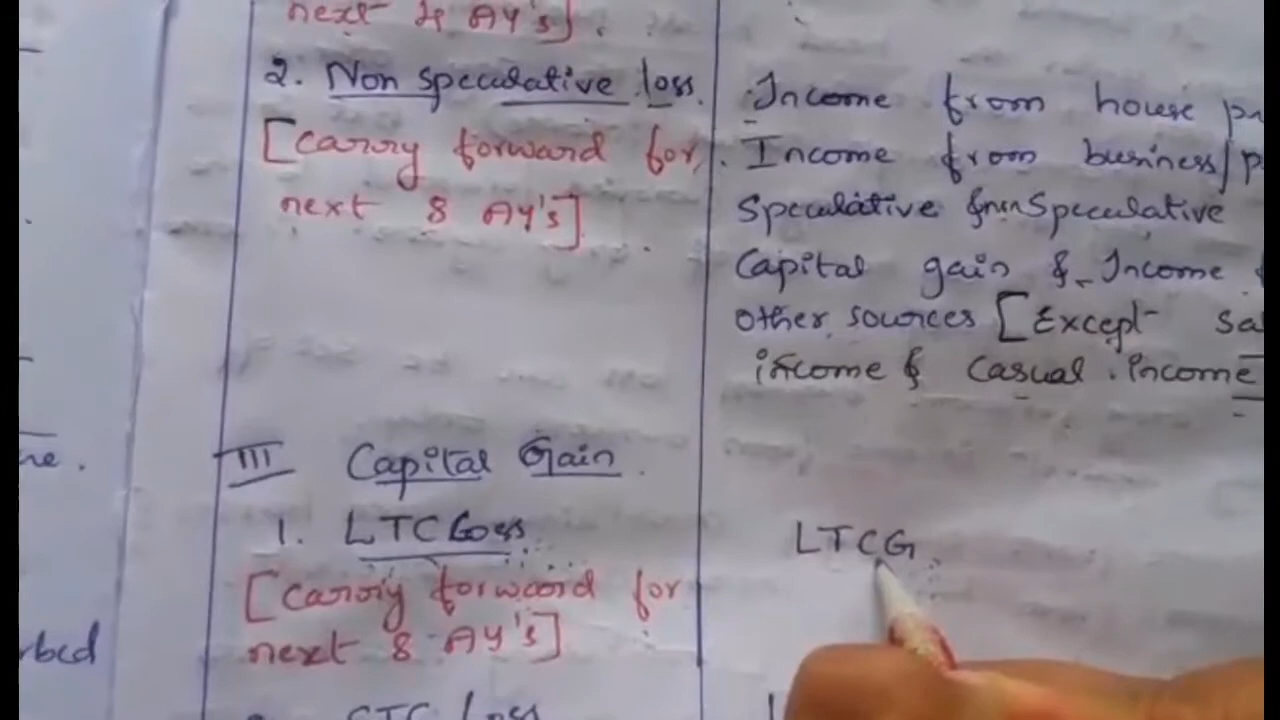 next 4 AY's].
2. Non speculative loss.
[Carry forward for
next 8 AY's]
III Capital Gain.
1. LTC Loss
[Carry forward for
next 8 AY's]
STC Loss
Income from house
Income from business/
Speculative & non Speculative
Capital gain & Income
other sources [Except
income & casual income
LTCG